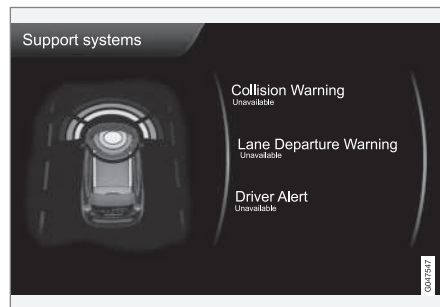 Support systems
Collision Warning
Unavailable
Lane Departure Warning
Unavailable
Driver Alert
Unavailable
G047547